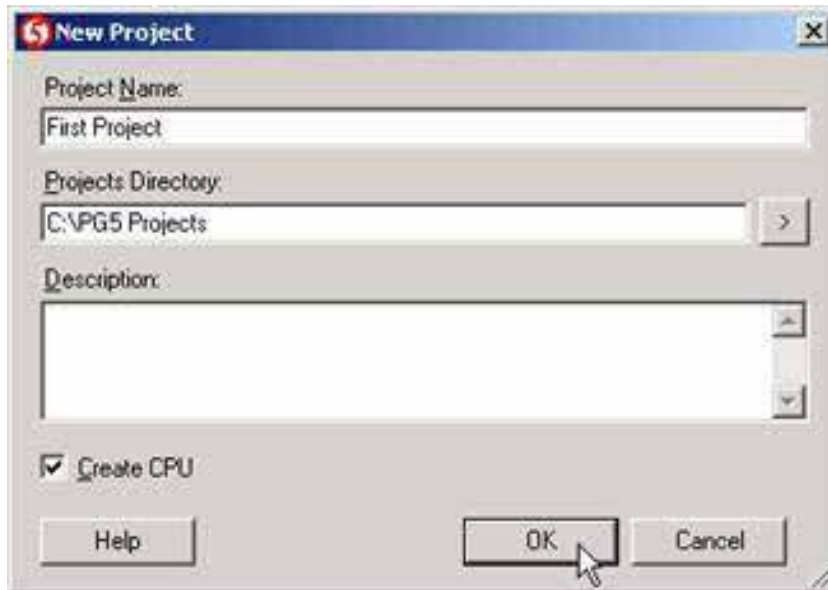 New Project
Project Name:
First Project
Projects Directory:
C:\PG5 Projects
>
Description:
Create CPU
Help
OK
Cancel